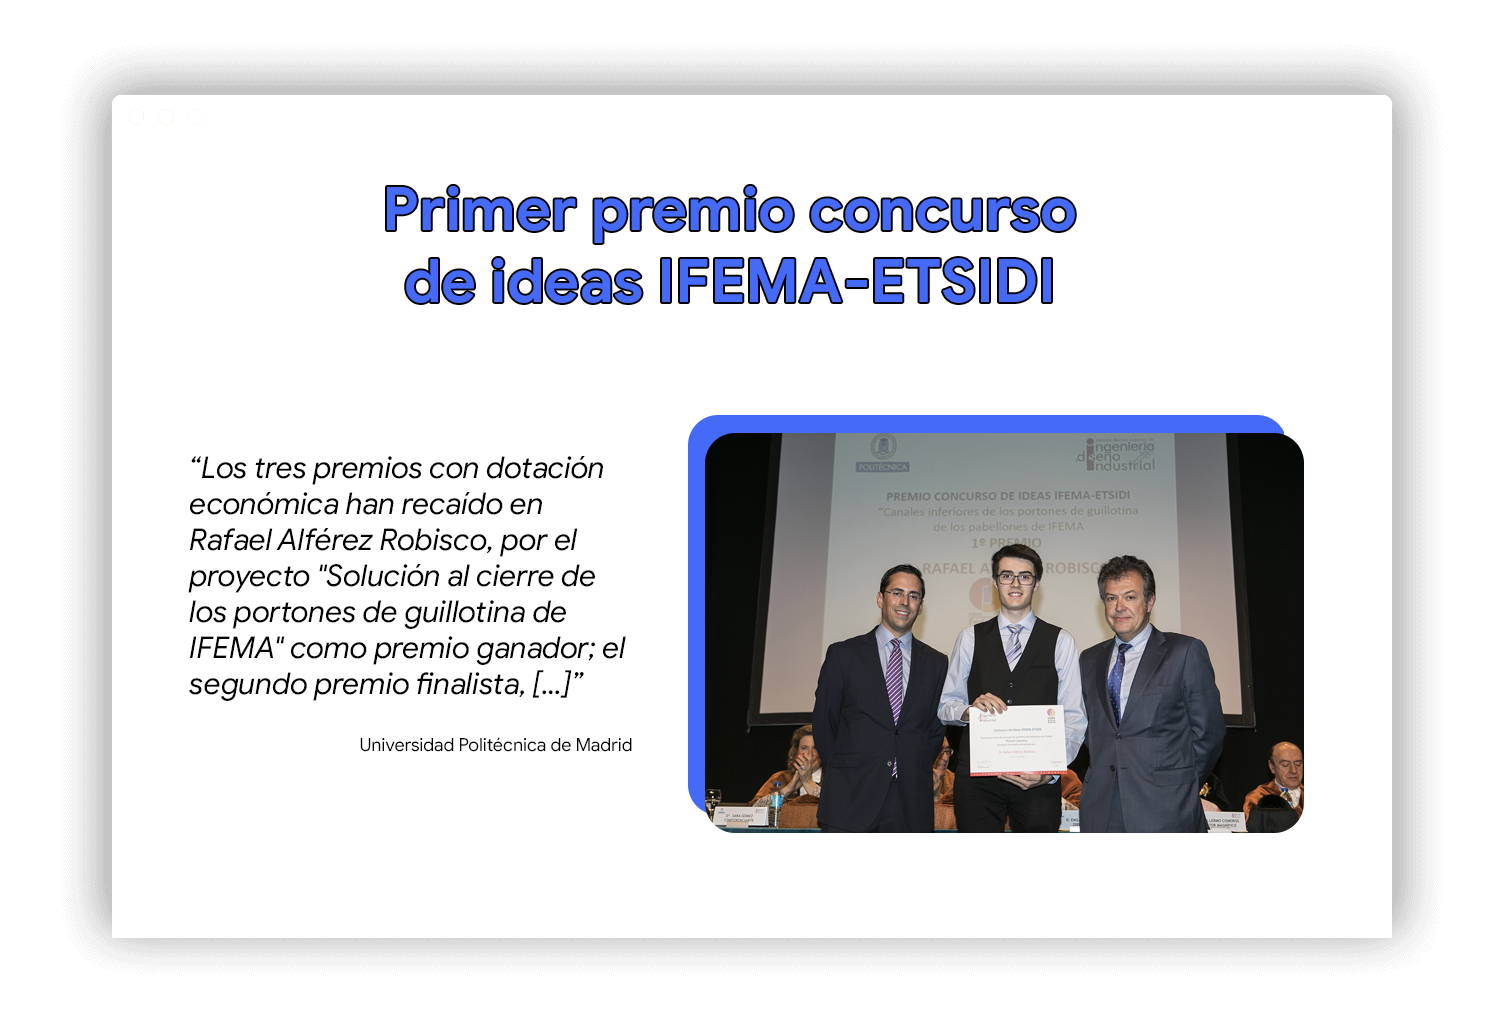 Primer premio concurso
de ideas IFEMA-ETSIDI
“Los tres premios con dotación
económica han recaído en
Rafael Alférez Robisco, por el
proyecto "Solución al cierre de
los portones de guillotina de
IFEMA" como premio ganador; el
segundo premio finalista, [...]”
Universidad Politécnica de Madrid
POLITÉCNICA
ingeniería
diseño
industrial
PREMIO CONCURSO DE IDEAS IFEMA-ETSIDI
“Canales inferiores de los portones de guillotina
de los pabellones de IFEMA
1º PREMIO
RAFAEL A ROBISCO